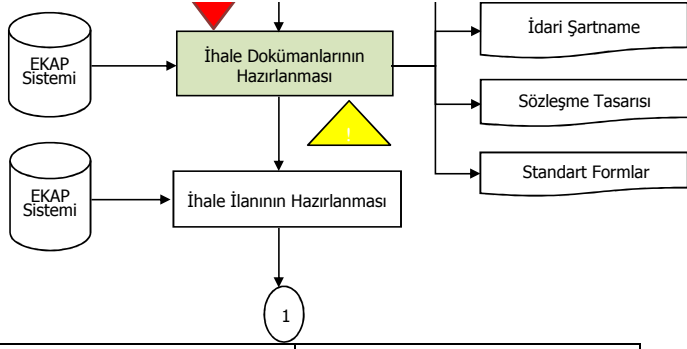 İdari Şartname
EKAP
Sistemi
İhale Dokümanlarının
Hazırlanması
Sözleşme Tasarısı
!
Standart Formlar
EKAP
Sistemi
İhale İlanının Hazırlanması
1